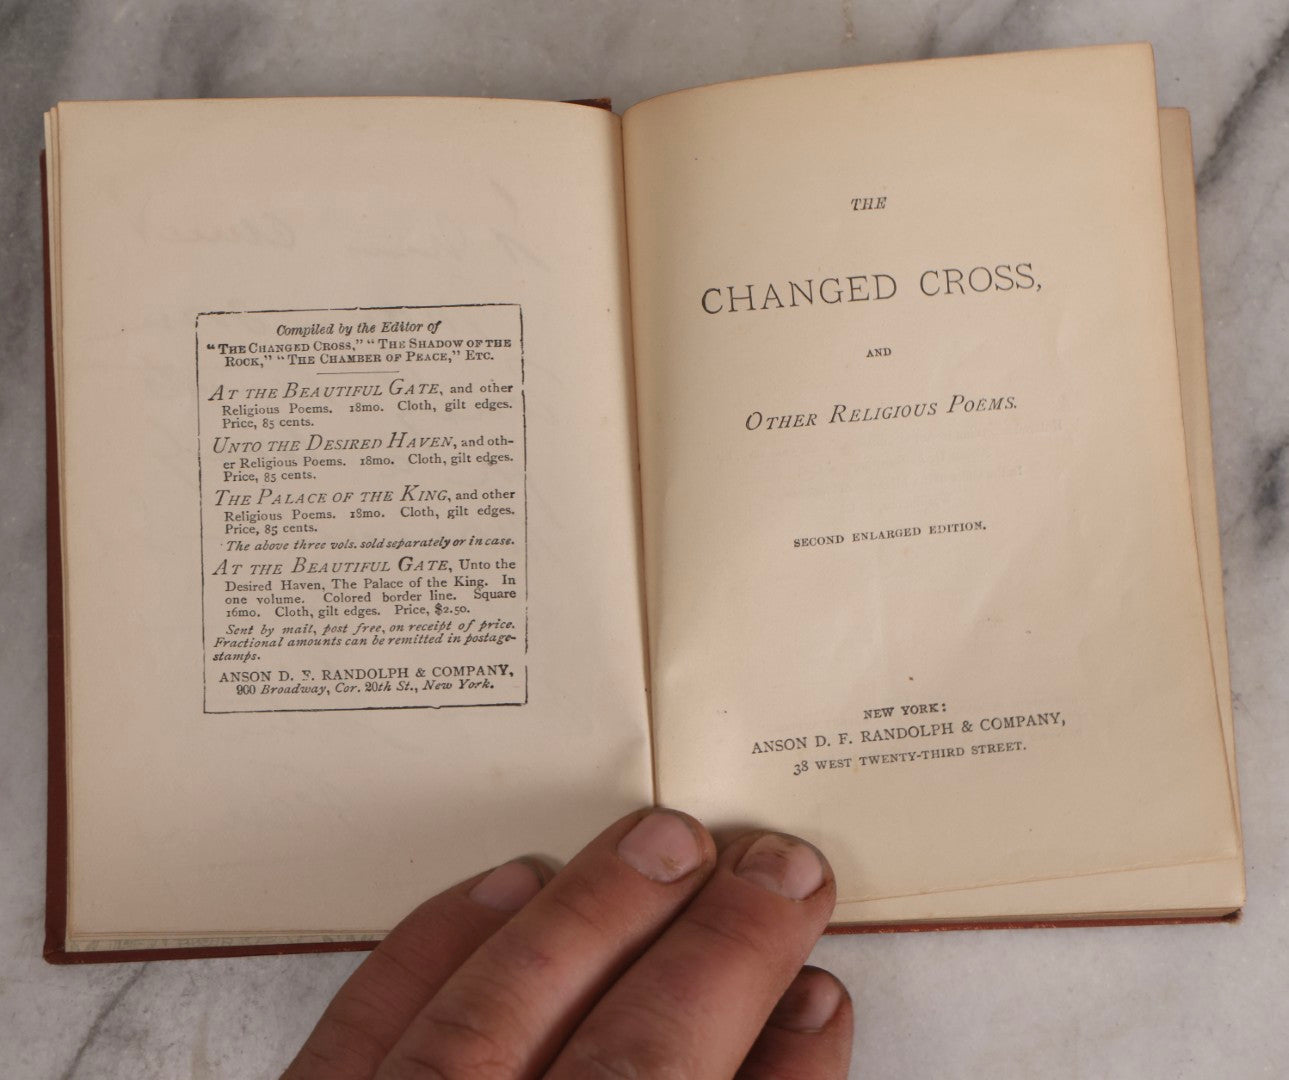 Compiled by the Editor of
“THE CHANGED CROSS,” “THE SHADOW OF THE
ROCK,” “THE CHAMBER OF PEACE,” ETC.
AT THE BEAUTIFUL GATE, and other
Religious Poems. 18mo. Cloth, gilt edges.
Price, 85 cents.
UNTO THE DESIRED HAVEN, and oth-
er Religious Poems. 18mo. Cloth, gilt edges.
Price, 85 cents.
THE PALACE OF THE KING, and other
Religious Poems. 18mo. Cloth, gilt edges.
Price, 85 cents.
The above three vols. sold separately or in case.
AT THE BEAUTIFUL GATE, Unto the
Desired Haven, The Palace of the King. In
one volume. Colored border line. Square
16mo. Cloth, gilt edges. Price, $2.50.
Sent by mail, post free, on receipt of price.
Fractional amounts can be remitted in postage-
stamps.
ANSON D. F. RANDOLPH & COMPANY,
900 Broadway, Cor. 20th St., New York.
THE
CHANGED CROSS,
AND
OTHER RELIGIOUS POEMS.
SECOND ENLARGED EDITION.
NEW YORK:
ANSON D. F. RANDOLPH & COMPANY,
38 WEST TWENTY-THIRD STREET.